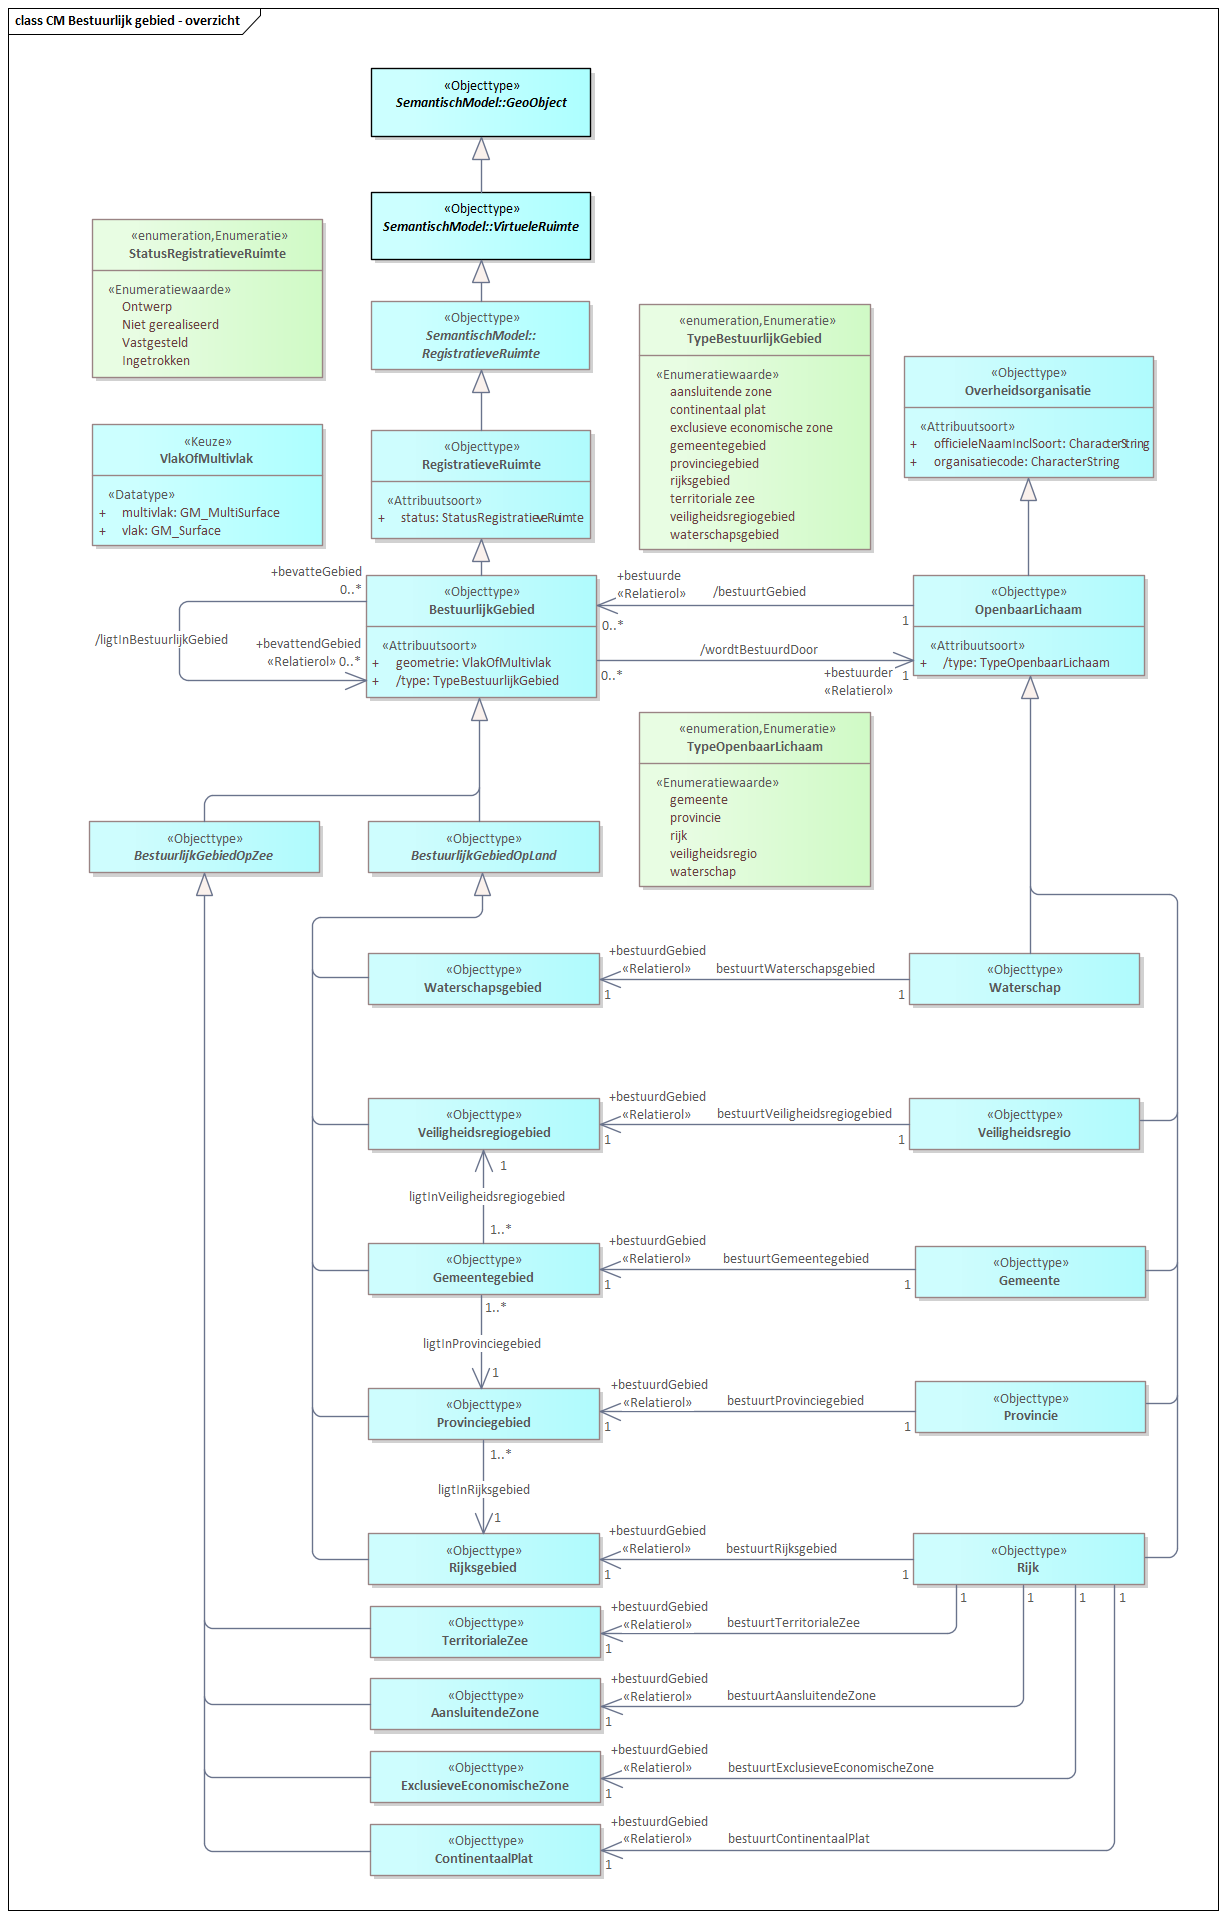 class CM Bestuurlijk gebied - overzicht
«Objecttype»
SemantischModel::GeoObject
«Objecttype»
SemantischModel::VirtueleRuimte
«enumeration,Enumeratie»
StatusRegistratieveRuimte
«Enumeratiewaarde»
Ontwerp
Niet gerealiseerd
Vastgesteld
Ingetrokken
«Objecttype»
SemantischModel::
RegistratieveRuimte
«enumeration,Enumeratie»
TypeBestuurlijkGebied
«Enumeratiewaarde»
aansluitende zone
continentaal plat
exclusieve economische zone
gemeentegebied
provinciegebied
rijksgebied
territoriale zee
veiligheidsregiogebied
waterschapsgebied
«Objecttype»
Overheidsorganisatie
«Attribuutsoort»
+ officieleNaamInclSoort: CharacterString
+ organisatiecode: CharacterString
«Keuze»
VlakOfMultivlak
«Datatype»
+ multivlak: GM_MultiSurface
+ vlak: GM_Surface
«Objecttype»
RegistratieveRuimte
«Attribuutsoort»
+ status: StatusRegistratieveRuimte
+bevatteGebied
0..*
/ligtInBestuurlijkGebied
+bevattendGebied
«Relatierol» 0..*
«Objecttype»
BestuurlijkGebied
«Attribuutsoort»
+ geometrie: VlakOfMultivlak
+ /type: TypeBestuurlijkGebied
+bestuurde
«Relatierol»
/bestuurtGebied
0..*
1
/wordtBestuurdDoor
0..*
+bestuurder
«Relatierol»
1
«Objecttype»
OpenbaarLichaam
«Attribuutsoort»
+ /type: TypeOpenbaarLichaam
«enumeration,Enumeratie»
TypeOpenbaarLichaam
«Enumeratiewaarde»
gemeente
provincie
rijk
veiligheidsregio
waterschap
«Objecttype»
BestuurlijkGebiedOpZee
«Objecttype»
BestuurlijkGebiedOpLand
«Objecttype»
Waterschapsgebied
+bestuurdGebied
«Relatierol»
bestuurtWaterschapsgebied
1
1
«Objecttype»
Waterschap
«Objecttype»
Veiligheidsregiogebied
+bestuurdGebied
«Relatierol»
bestuurtVeiligheidsregiogebied
1
1
«Objecttype»
Veiligheidsregio
1
ligtInVeiligheidsregiogebied
1..*
«Objecttype»
Gemeentegebied
+bestuurdGebied
«Relatierol»
bestuurtGemeentegebied
1
1
«Objecttype»
Gemeente
1..*
ligtInProvinciegebied
1
«Objecttype»
Provinciegebied
+bestuurdGebied
«Relatierol»
bestuurtProvinciegebied
1
1
«Objecttype»
Provincie
1..*
ligtInRijksgebied
1
«Objecttype»
Rijksgebied
+bestuurdGebied
«Relatierol»
bestuurtRijksgebied
1
1
«Objecttype»
Rijk
1
1
1
1
«Objecttype»
TerritorialeZee
+bestuurdGebied
«Relatierol»
bestuurtTerritorialeZee
1
«Objecttype»
AansluitendeZone
+bestuurdGebied
«Relatierol»
bestuurtAansluitendeZone
1
«Objecttype»
ExclusieveEconomischeZone
+bestuurdGebied
«Relatierol»
bestuurtExclusieveEconomischeZone
1
«Objecttype»
ContinentaalPlat
+bestuurdGebied
«Relatierol»
bestuurtContinentaalPlat
1